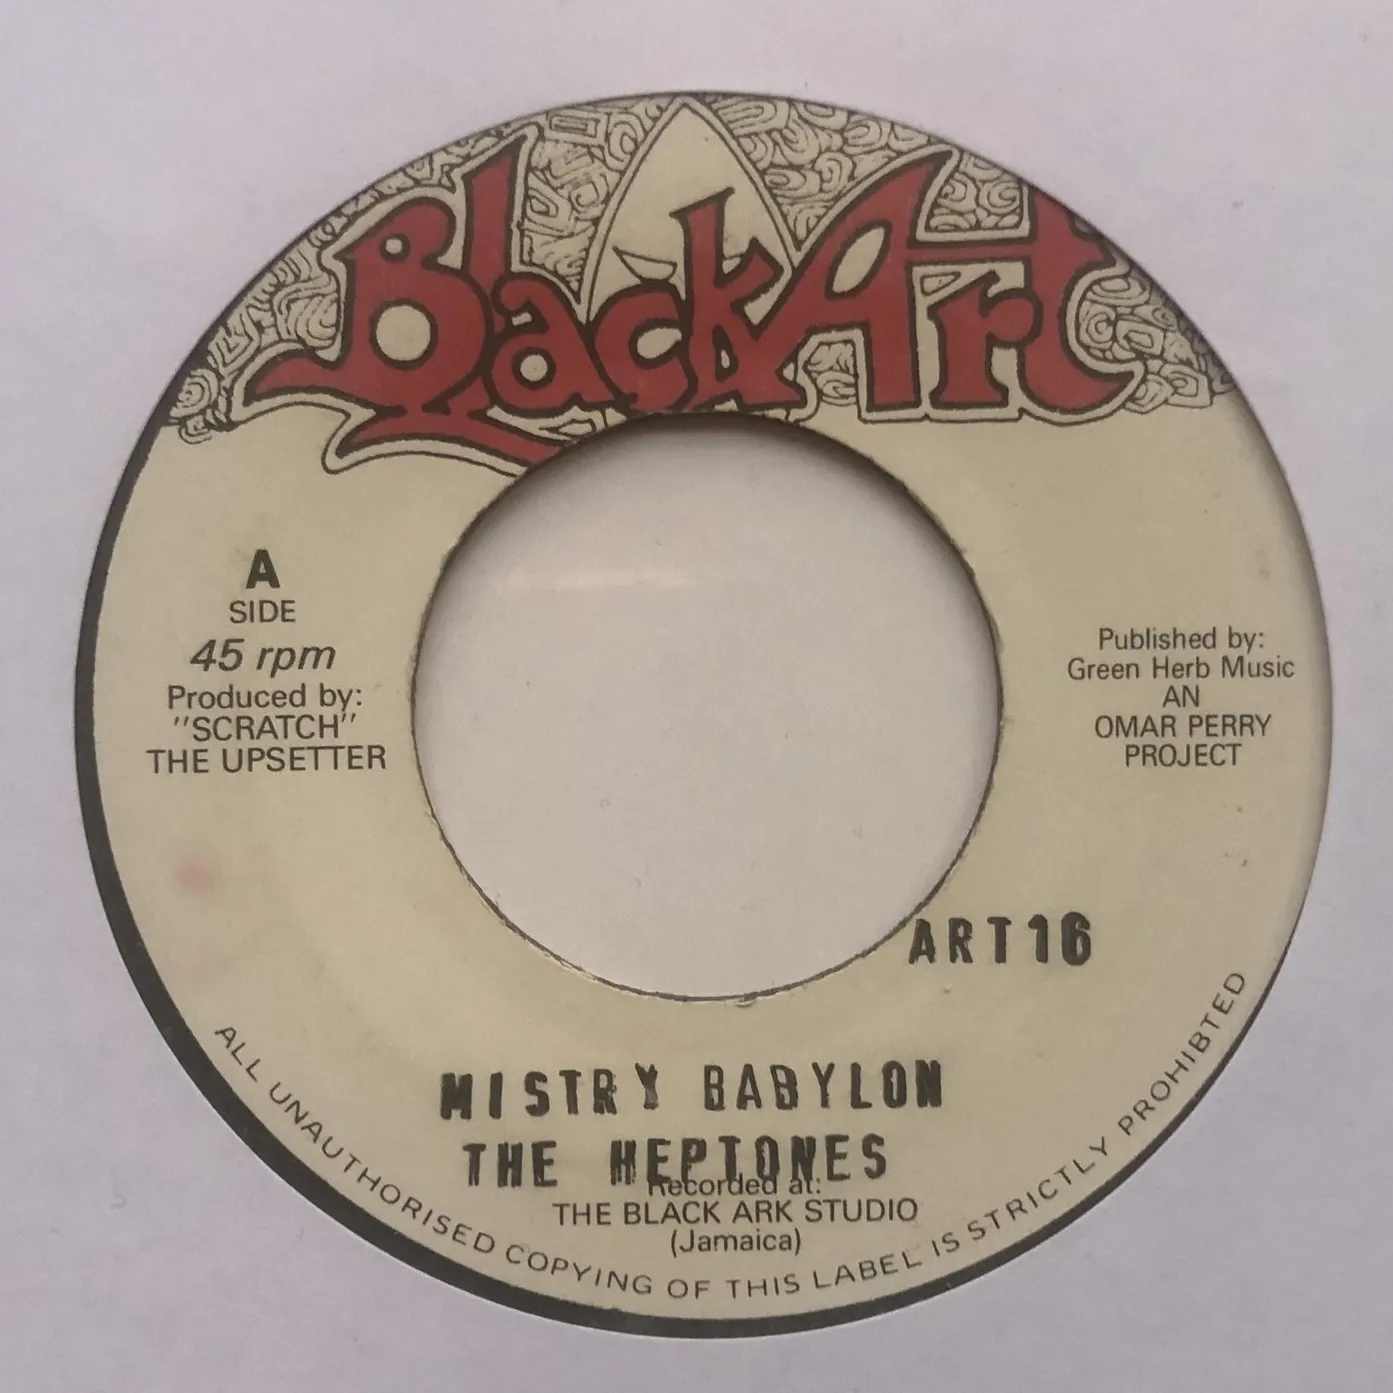 Black Art
A
SIDE
45 rpm
Produced by:
"SCRATCH"
THE UPSETTER
Published by:
Green Herb Music
AN
OMAR PERRY
PROJECT
ART16
MISTRY BABYLON
THE HEPTONES
Recorded at:
THE BLACK ARK STUDIO
(Jamaica)
ALL UNAUTHORISED COPYING OF THIS LABEL IS STRICTLY PROHIBTED